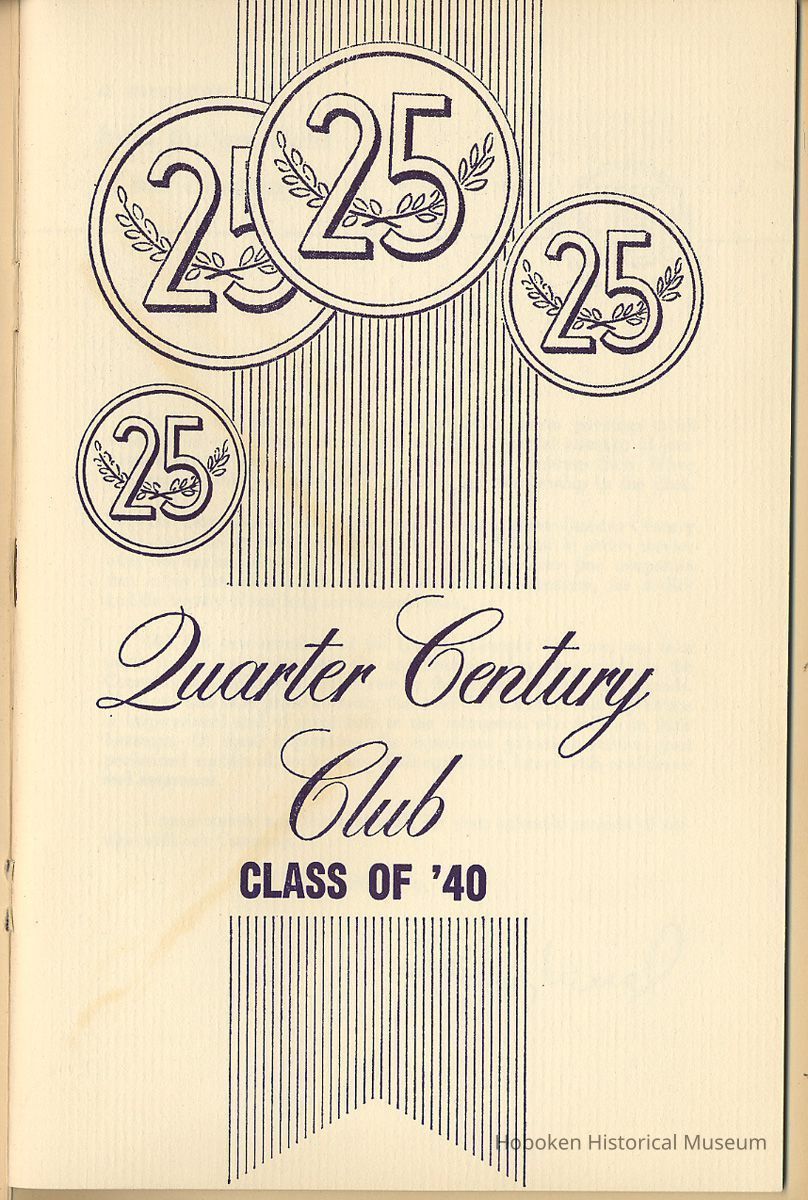 25
25
25
25
Quarter Century
Club
CLASS OF '40
Hoboken Historical Museum